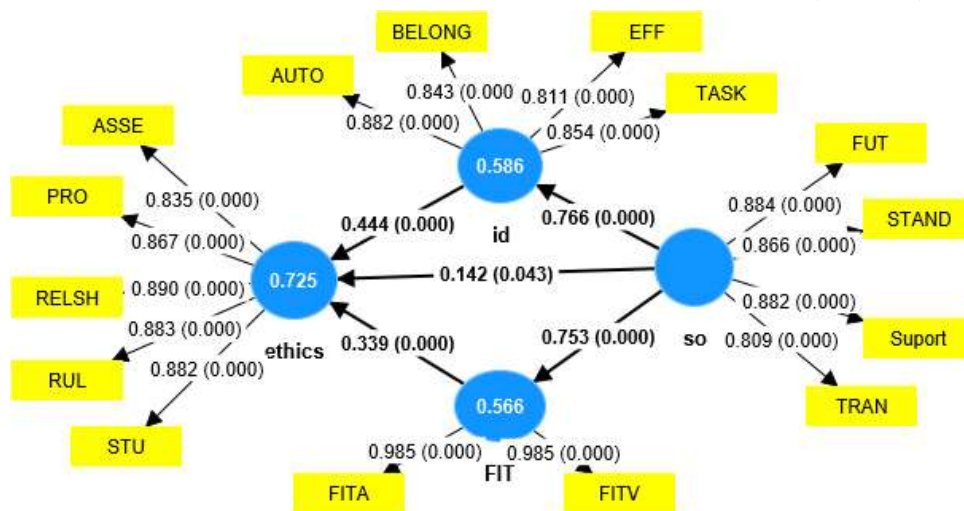 BELONG
EFF
AUTO
0.843 (0.000
0.811 (0.000)
TASK
0.882 (0.000)
0.854 (0.000)
ASSE
FUT
PRO
0.835 (0.000)
0.586
0.884 (0.000)
STAND
0.867 (0.000)
0.444 (0.000)
id
0.766 (0.000)
0.866 (0.000)
RELSH
0.890 (0.000)
0.725
0.142 (0.043)
0.882 (0.000)
0.883 (0.000)
ethics
0.339 (0.000)
0.753 (0.000)
so
0.809 (0.000)
Suport
RUL
0.882 (0.000)
0.566
TRAN
STU
0.985 (0.000)
FIT
0.985 (0.000)
FITA
FITV